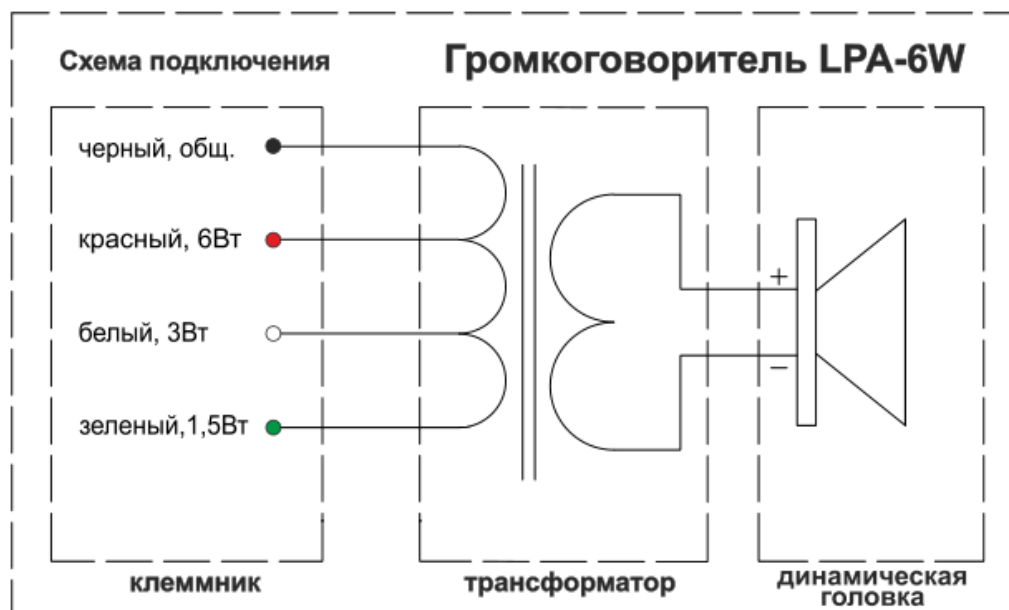 Схема подключения
Громкоговоритель LPA-6W
черный, общ.
красный, 6Вт
белый, 3Вт
зеленый,1,5Вт
+
−
клеммник
трансформатор
динамическая
головка